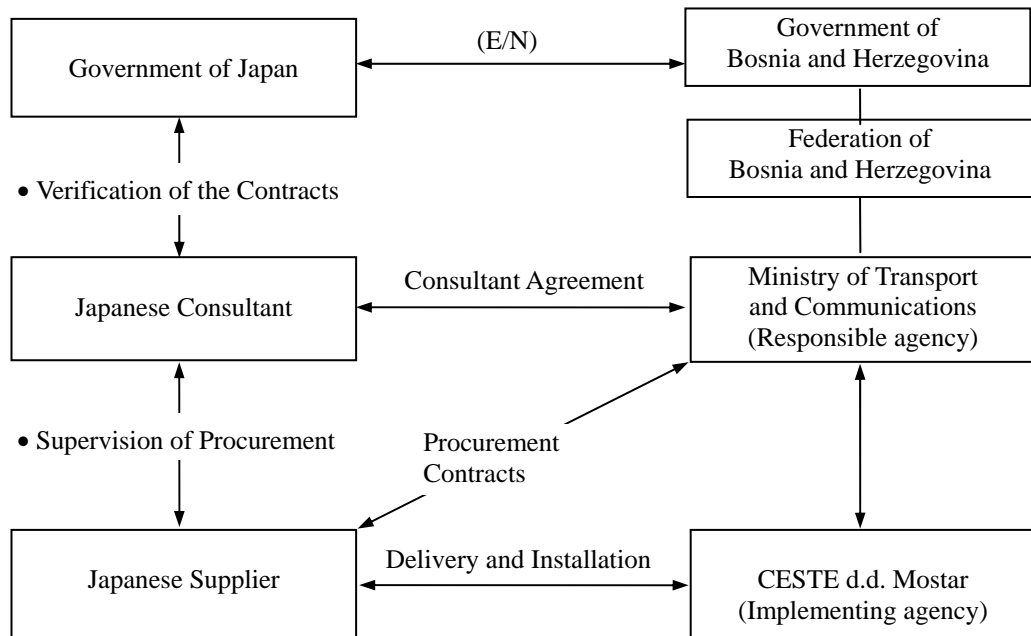 Government of Japan
(E/N)
Government of
Bosnia and Herzegovina
Federation of
Bosnia and Herzegovina
• Verification of the Contracts
Japanese Consultant
Consultant Agreement
Ministry of Transport
and Communications
(Responsible agency)
• Supervision of Procurement
Procurement
Contracts
Japanese Supplier
Delivery and Installation
CESTE d.d. Mostar
(Implementing agency)